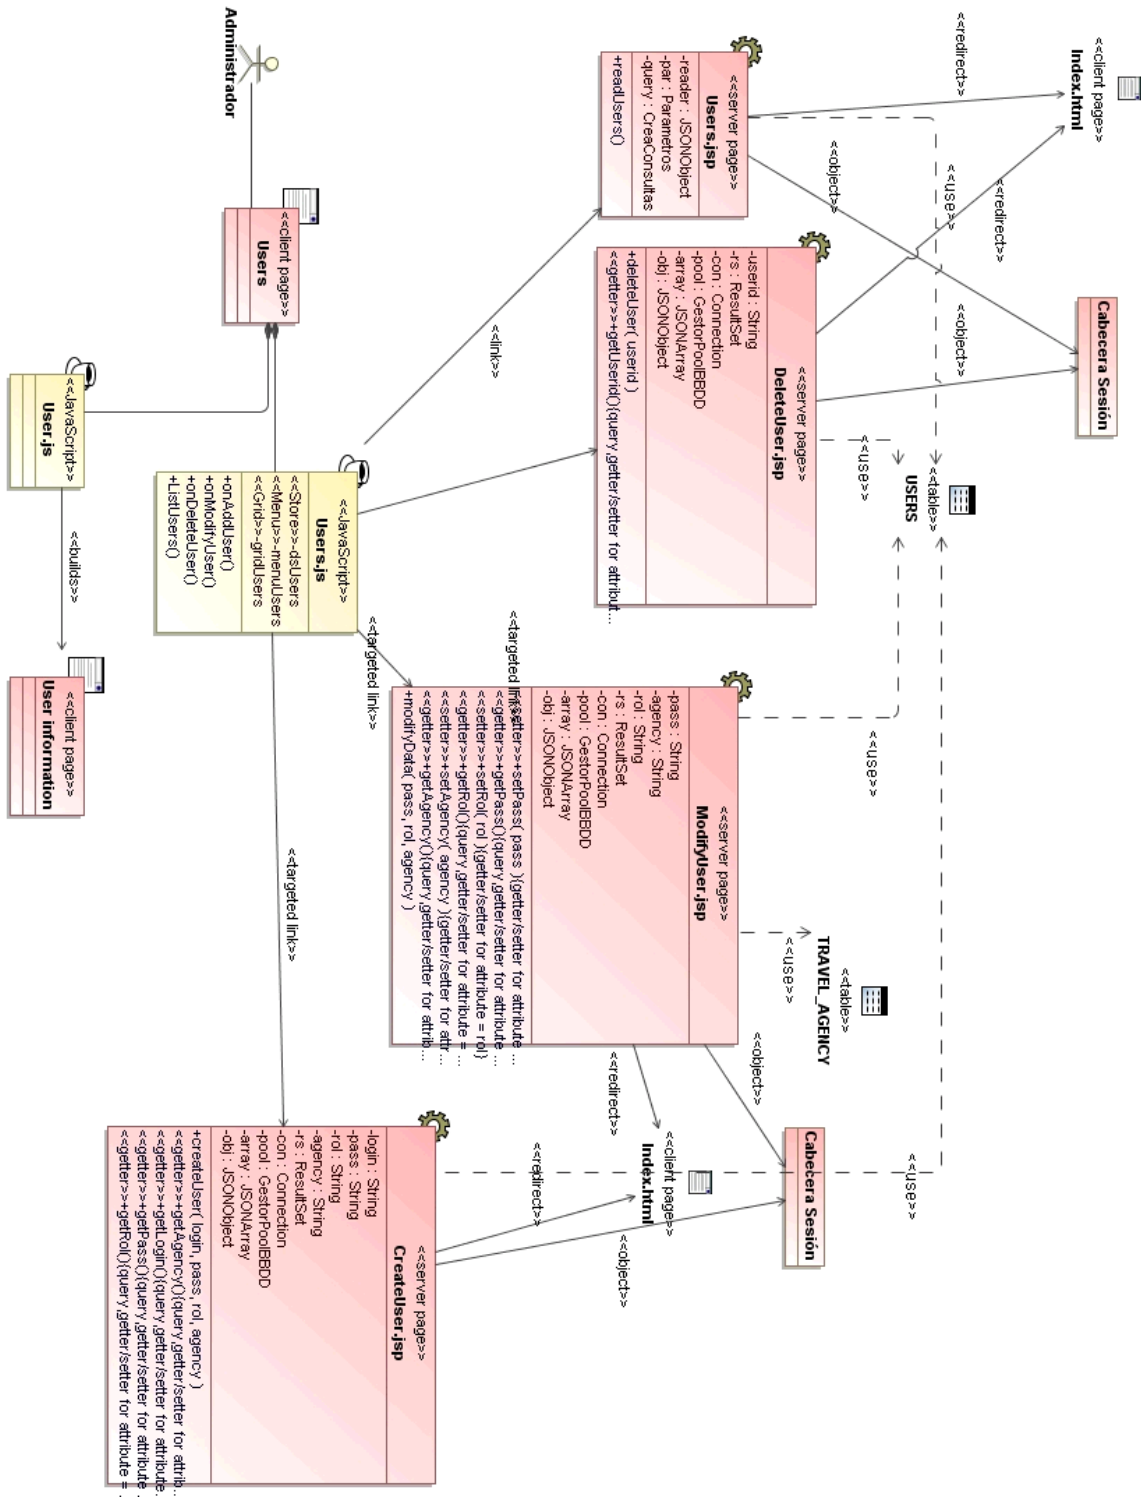 Administrador
<<client page>>
Users
<<JavaScript>>
User.js
<<builds>>
<<client page>>
User information
<<JavaScript>>
Users.js
<<Store>>-dsUsers
<<Menu>>-menuUsers
<<Grid>>-gridUsers
+onAddUser()
+onModifyUser()
+onDeleteUser()
+ListUsers()
<<link>>
<<targeted link>>
<<targeted link>>
<<targeted link>>
<<server page>>
Users.jsp
-reader : JSONObject
-par : Parametros
-query : CreaConsultas
+readUsers()
<<redirect>>
<<client page>>
Index.html
<<object>>
<<use>>
<<redirect>>
<<server page>>
DeleteUser.jsp
-userid : String
-rs : ResultSet
-con : Connection
-pool : GestorPoolBBDD
-array : JSONArray
-obj : JSONObject
+deleteUser( userid )
<<getter>>+getUserid(){query,getter/setter for attribut...
<<object>>
Cabecera Sesión
<<use>>
<<table>>
USERS
<<server page>>
ModifyUser.jsp
-pass : String
-agency : String
-rol : String
-rs : ResultSet
-con : Connection
-pool : GestorPoolBBDD
-array : JSONArray
-obj : JSONObject
<<setter>>+setPass( pass ){getter/setter for attribute ...
<<getter>>+getPass(){query,getter/setter for attribute ...
<<setter>>+setRol( rol ){getter/setter for attribute = rol}
<<getter>>+getRol(){query,getter/setter for attribute = ...
<<setter>>+setAgency( agency ){getter/setter for attr...
<<getter>>+getAgency(){query,getter/setter for attrib...
+modifyData( pass, rol, agency )
<<use>>
<<use>>
<<table>>
TRAVEL_AGENCY
<<object>>
<<redirect>>
<<client page>>
Index.html
Cabecera Sesión
<<use>>
<<redirect>>
<<object>>
<<server page>>
CreateUser.jsp
-login : String
-pass : String
-rol : String
-agency : String
-rs : ResultSet
-con : Connection
-pool : GestorPoolBBDD
-array : JSONArray
-obj : JSONObject
+createUser( login, pass, rol, agency )
<<getter>>+getAgency(){query,getter/setter for attrib...
<<getter>>+getLogin(){query,getter/setter for attribute...
<<getter>>+getPass(){query,getter/setter for attribute ...
<<getter>>+getRol(){query,getter/setter for attribute = ...